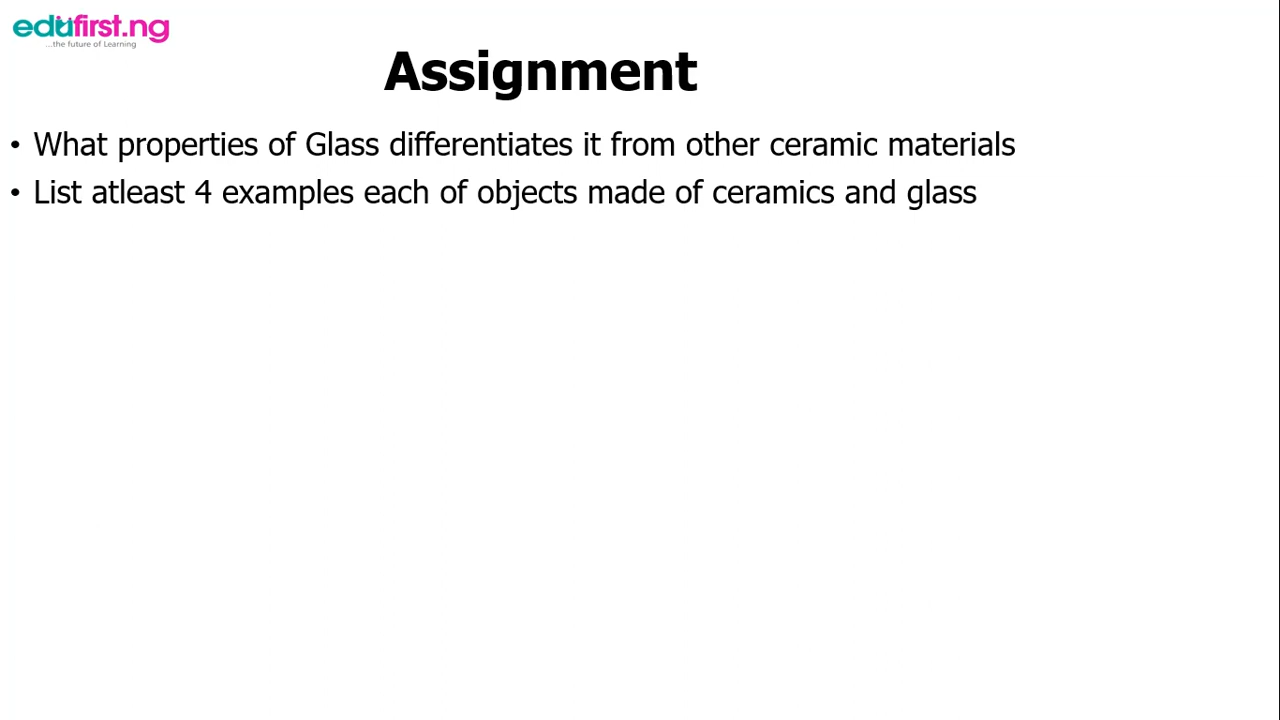 edufirst.ng
...the future of Learning
Assignment
• What properties of Glass differentiates it from other ceramic materials
• List atleast 4 examples each of objects made of ceramics and glass